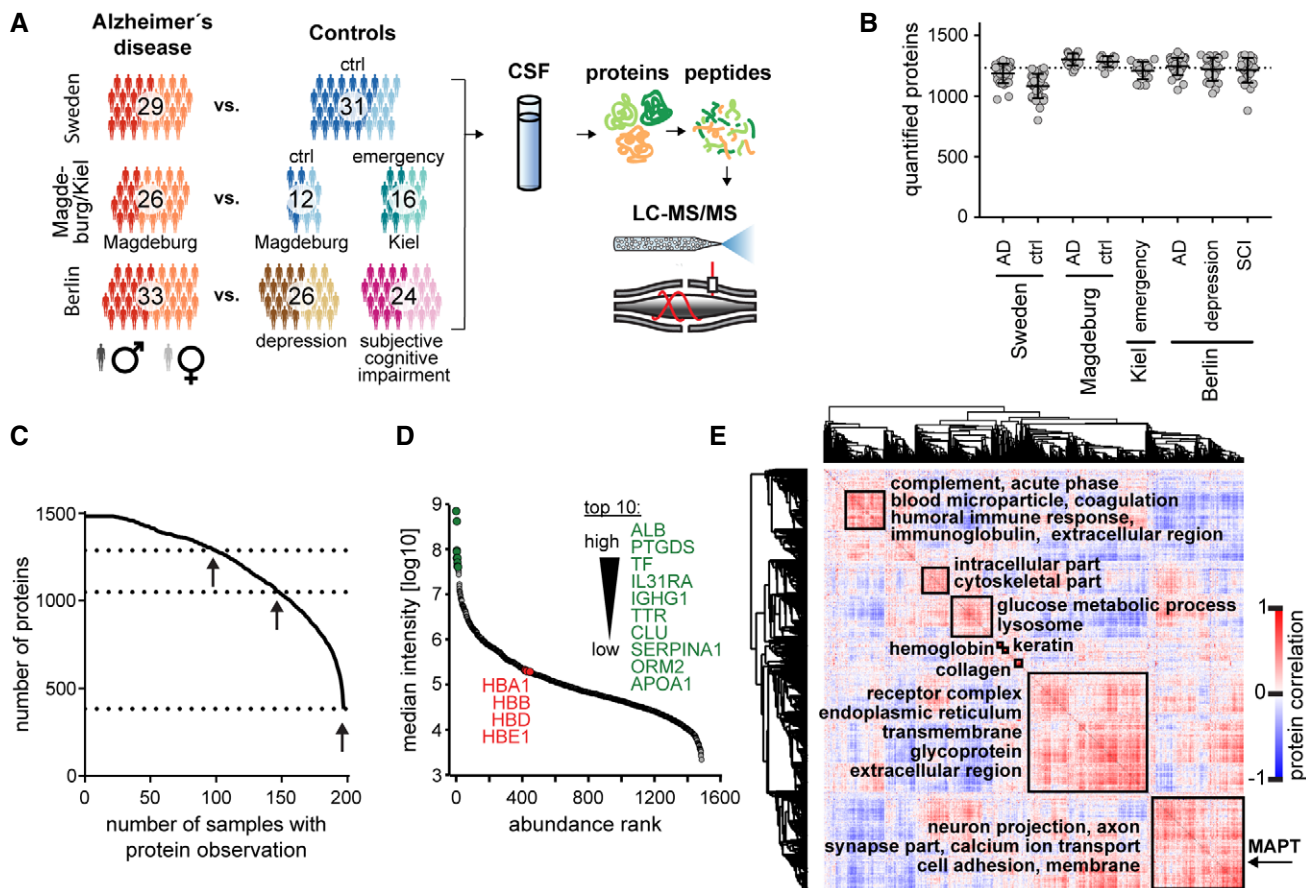 A
Alzheimer´s
disease
Controls
ctrl
Sweden
29
vs.
31
ctrl
emergency
Magde-
burg/Kiel
26
vs.
12
16
Magdeburg
Magdeburg
Kiel
Berlin
33
vs.
26
24
depression
subjective
cognitive
impairment
♂
♀
CSF
proteins
peptides
LC-MS/MS
B
quantified proteins
1500
1000
500
0
AD
ctrl
AD
ctrl
emergency
AD
depression
SCI
Sweden
Magdeburg
Kiel
Berlin
C
number of proteins
1500
1000
500
0
0
50
100
150
200
number of samples with
protein observation
D
median intensity [log10]
9
8
7
6
5
4
3
0
400
800
1200
1600
abundance rank
top 10:
high
low
ALB
PTGDS
TF
IL31RA
IGHG1
TTR
CLU
SERPINA1
ORM2
APOA1
HBA1
HBB
HBD
HBE1
E
complement, acute phase
blood microparticle, coagulation
humoral immune response,
immunoglobulin, extracellular region
intracellular part
cytoskeletal part
glucose metabolic process
lysosome
hemoglobin
keratin
collagen
receptor complex
endoplasmic reticulum
transmembrane
glycoprotein
extracellular region
neuron projection, axon
synapse part, calcium ion transport
cell adhesion, membrane
MAPT
1
0
-1
protein correlation